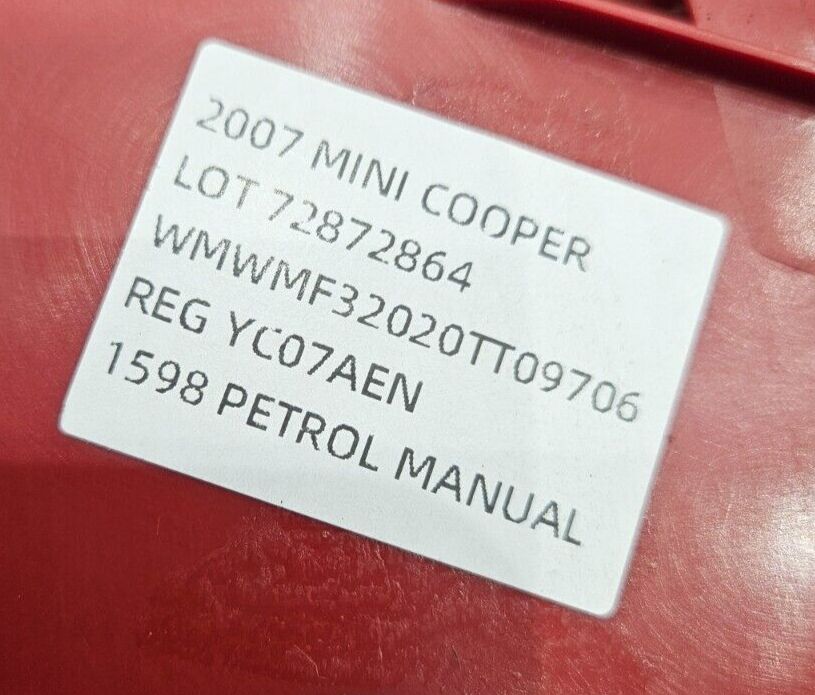 2007 MINI COOPER
LOT 72872864
WMWMF32020TT09706
REG YC07AEN
1598 PETROL MANUAL